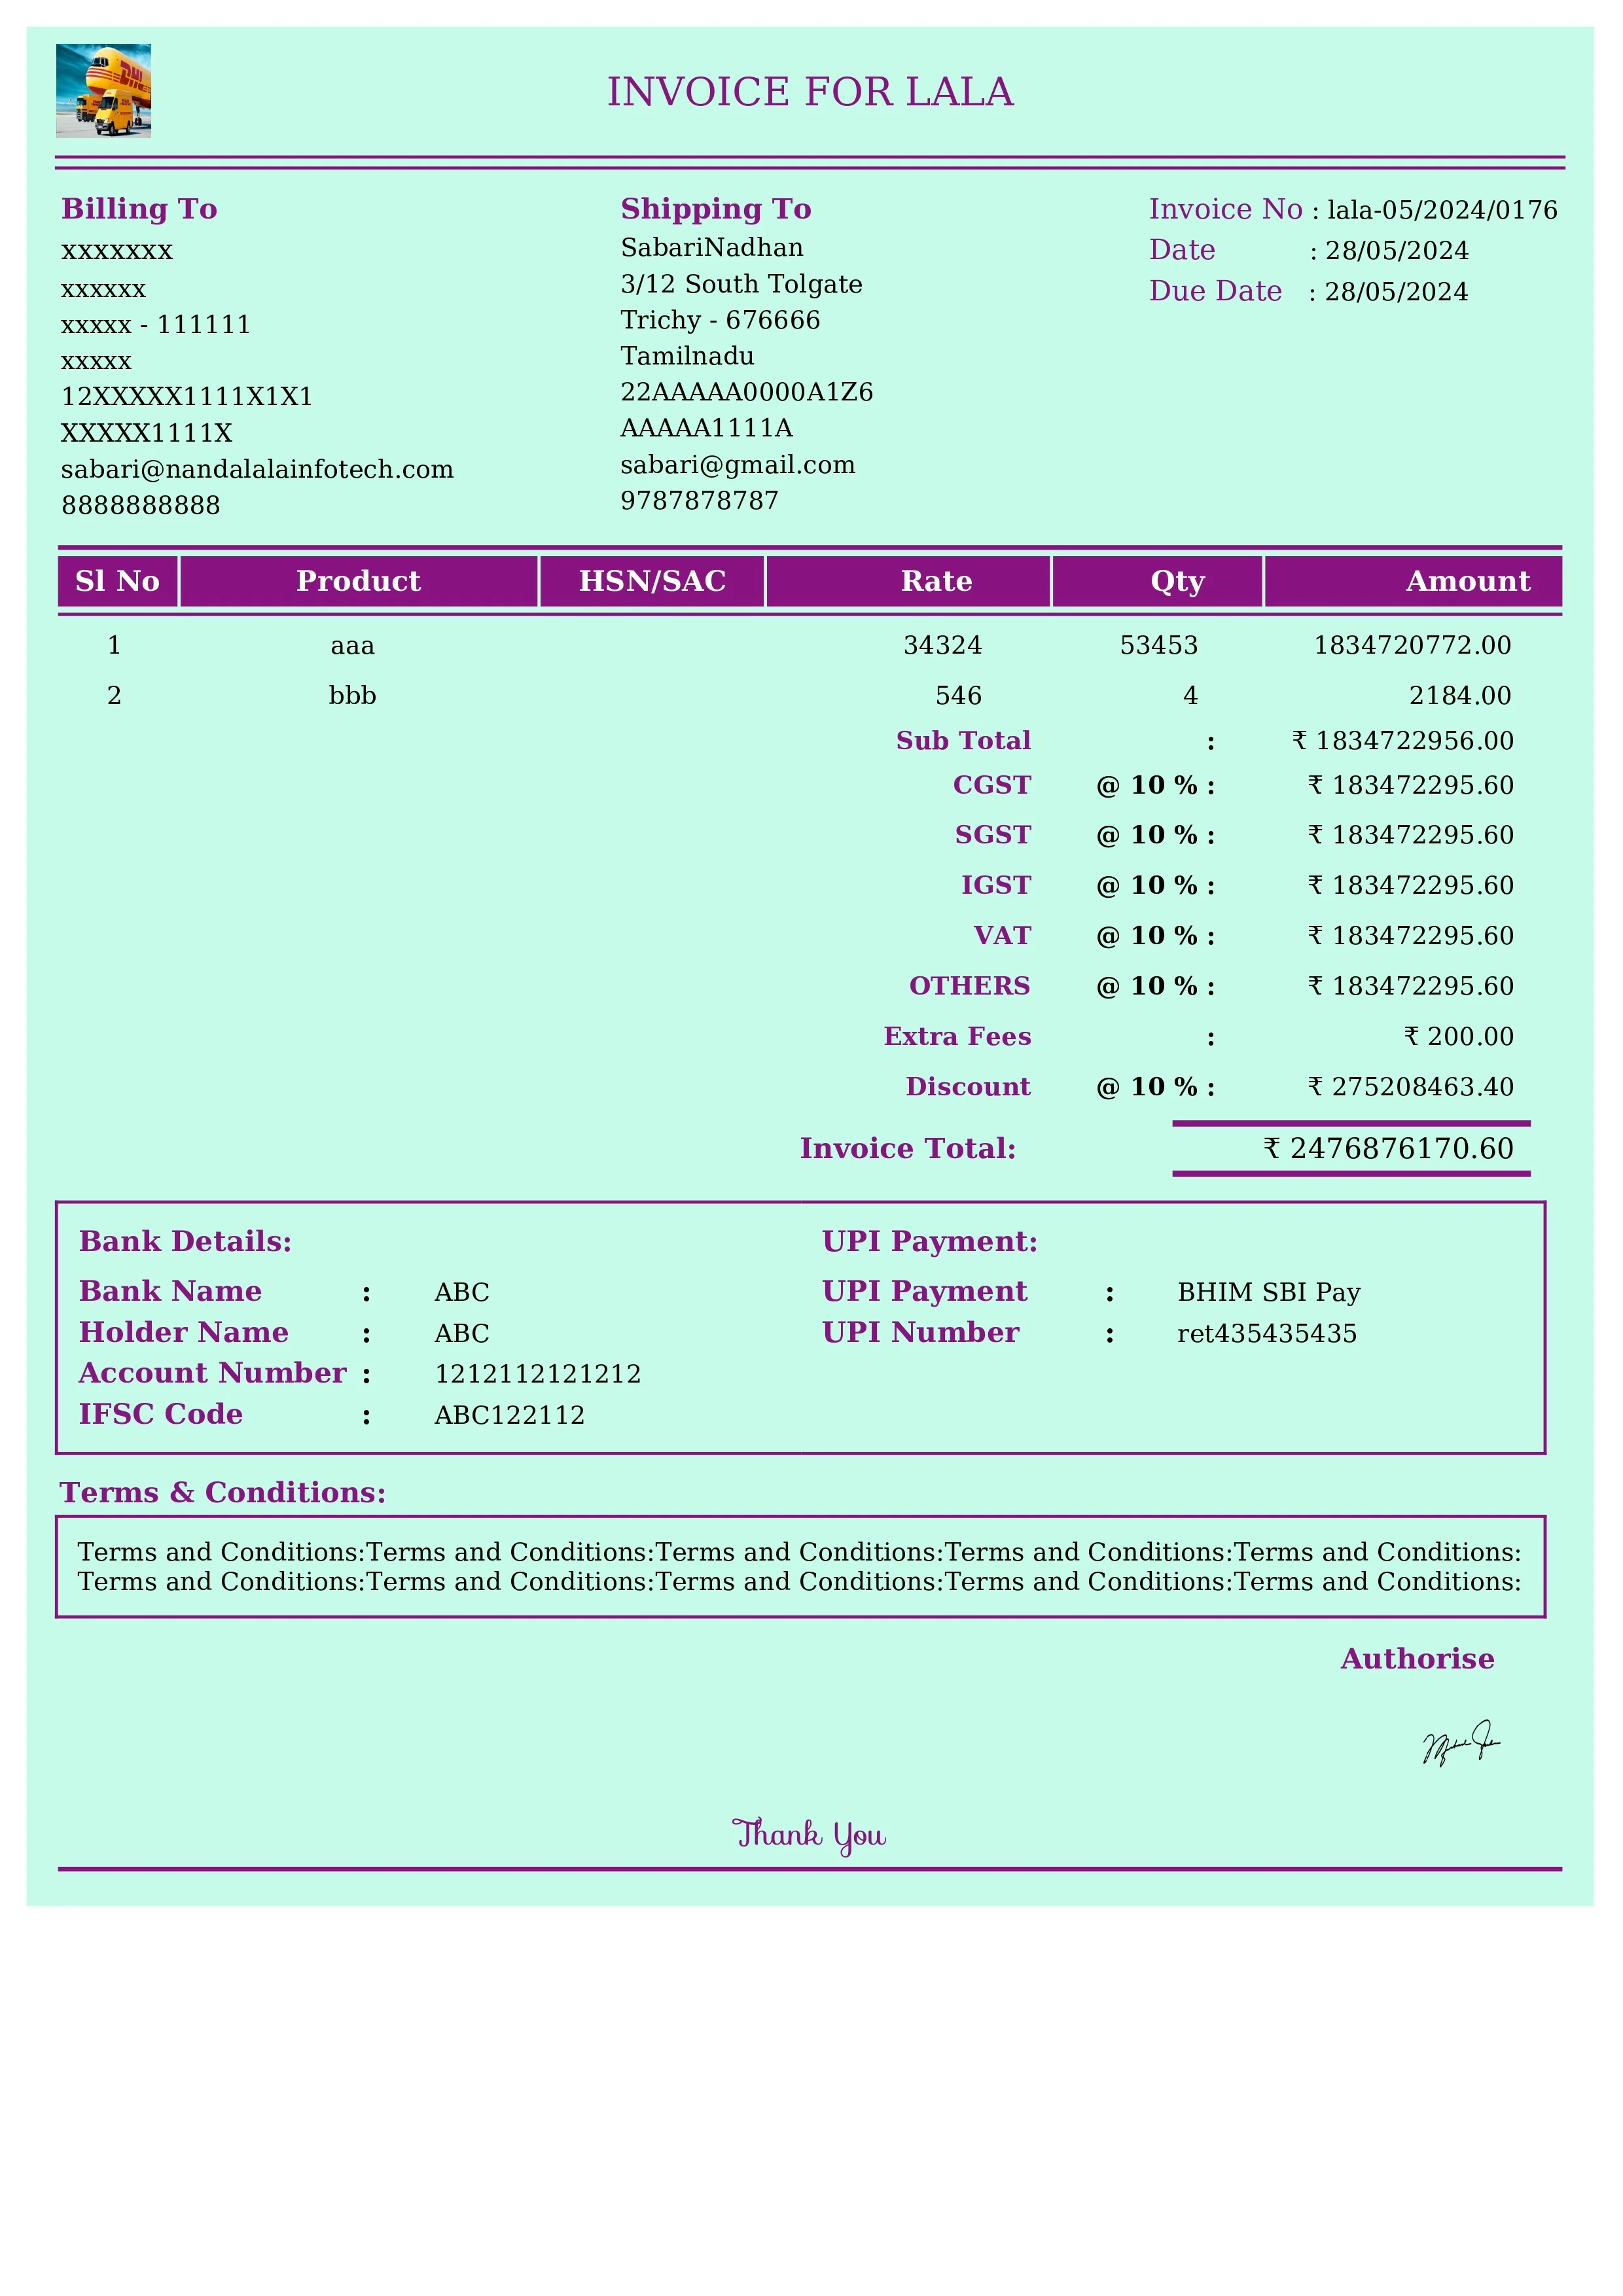 DHL
INVOICE FOR LALA
Billing To
xxxxxxx
xxxxxx
xxxxx - 111111
xxxxx
12XXXXX1111X1X1
XXXXX1111X
sabari@nandalalainfotech.com
8888888888
Shipping To
SabariNadhan
3/12 South Tolgate
Trichy - 676666
Tamilnadu
22AAAAA0000A1Z6
AAAAA1111A
sabari@gmail.com
9787878787
Invoice No : lala-05/2024/0176
Date : 28/05/2024
Due Date : 28/05/2024
Sl No Product HSN/SAC Rate Qty Amount
1 aaa 34324 53453 1834720772.00
2 bbb 546 4 2184.00
Sub Total : ₹ 1834722956.00
CGST @ 10 % : ₹ 183472295.60
SGST @ 10 % : ₹ 183472295.60
IGST @ 10 % : ₹ 183472295.60
VAT @ 10 % : ₹ 183472295.60
OTHERS @ 10 % : ₹ 183472295.60
Extra Fees : ₹ 200.00
Discount @ 10 % : ₹ 275208463.40
Invoice Total: ₹ 2476876170.60
Bank Details:
Bank Name : ABC
Holder Name : ABC
Account Number : 1212112121212
IFSC Code : ABC122112
UPI Payment:
UPI Payment : BHIM SBI Pay
UPI Number : ret435435435
Terms & Conditions:
Terms and Conditions:Terms and Conditions:Terms and Conditions:Terms and Conditions:Terms and Conditions:
Terms and Conditions:Terms and Conditions:Terms and Conditions:Terms and Conditions:Terms and Conditions:
Authorise
Thank You